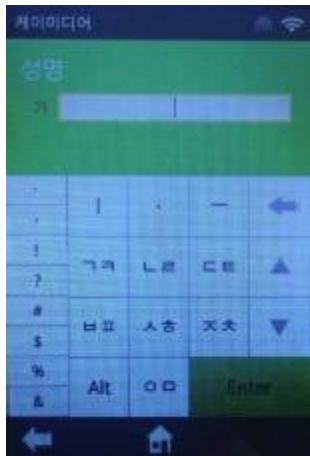 케이미디어
성명
가
. ㅣ · ㅡ
,
! ㄱㅋ ㄴㄹ ㄷㅌ
?
# ㅂㅍ ㅅㅎ ㅈㅊ
$
% Alt ㅇㅁ Enter
&